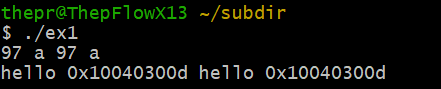 thepr@ThepFlowX13 ~/subdir
$ ./ex1
97 a 97 a
hello 0x10040300d hello 0x10040300d